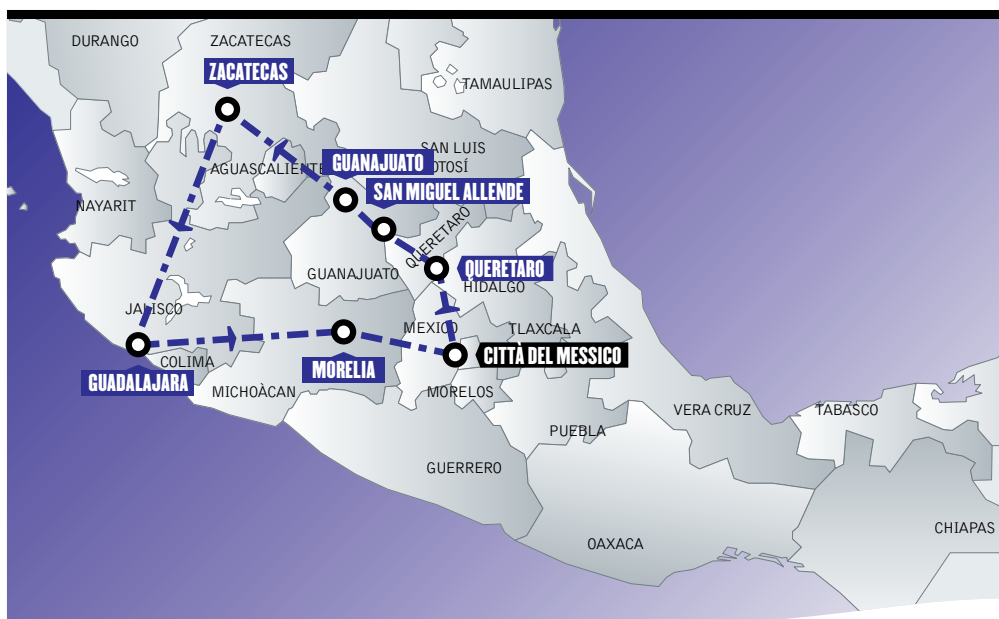 DURANGO
ZACATECAS
ZACATECAS
TAMAULIPAS
SAN LUIS
OTOSÍ
AGUASCALIENTE
GUANAJUATO
SAN MIGUEL ALLENDE
NAYARIT
QUERETARO
QUERETARO
GUANAJUATO
HIDALGO
JALISCO
MEXICO
TLAXCALA
CITTÀ DEL MESSICO
COLIMA
MORELIA
GUADALAJARA
MICHOÀCAN
MORELOS
VERA CRUZ
TABASCO
PUEBLA
GUERRERO
CHIAPAS
OAXACA